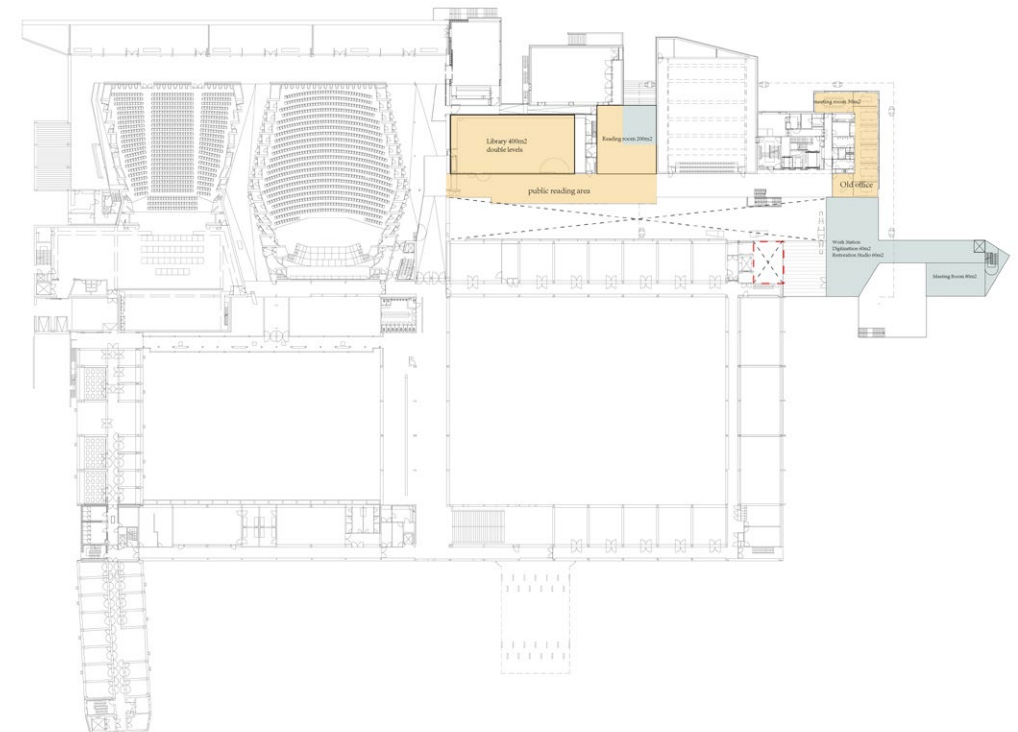 Library 400m2
double levels
Reading room 200m2
meeting room 30m2
public reading area
Old office
Work Station
Digitization 40m2
Restoration Studio 60m2
Meeting Room 80m2